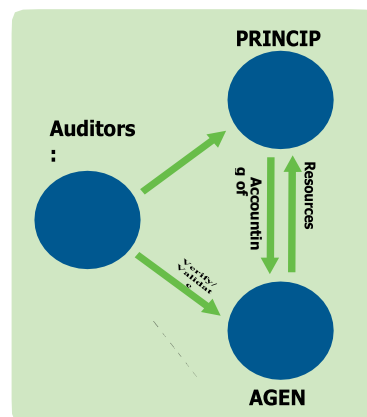 PRINCIP
Auditors
:
Resources
Accountin
g of
Verify/
Validat
e
AGEN